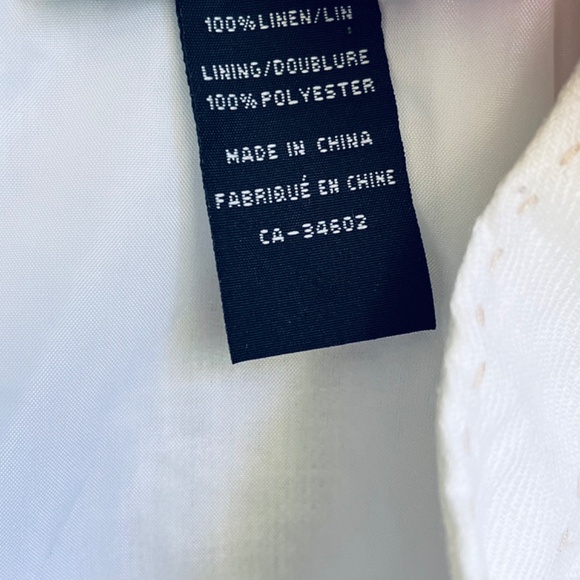 100% LINEN/LIN
LINING/DOUBLURE
100% POLYESTER
MADE IN CHINA
FABRIQUÉ EN CHINE
CA-34602